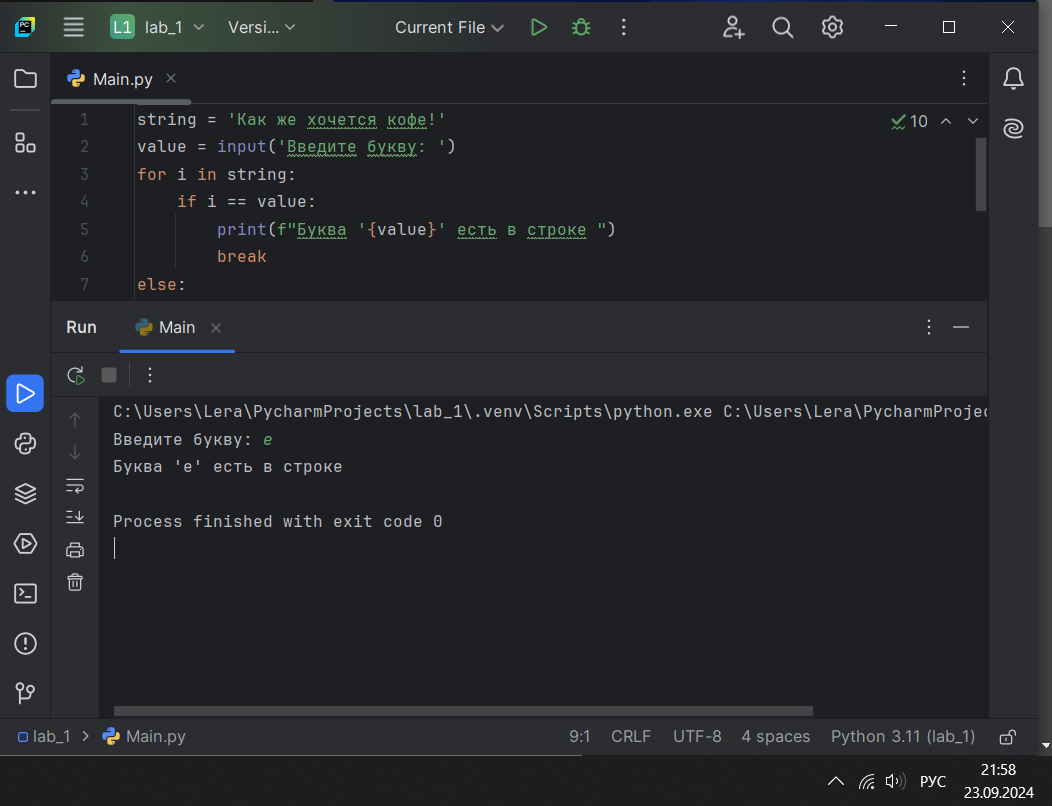 L1 lab_1 Versi... Current File
Main.py
1 string = 'Как же хочется кофе!'
10
2 value = input('Введите букву: ')
3 for i in string:
4 if i == value:
5 print(f"Буква '{value}' есть в строке ")
6 break
7 else:
Run Main
C:\Users\Lera\PycharmProjects\lab_1\.venv\Scripts\python.exe C:\Users\Lera\PycharmProjec
Введите букву: е
Буква 'е' есть в строке
Process finished with exit code 0
lab_1 Main.py 9:1 CRLF UTF-8 4 spaces Python 3.11 (lab_1)
РУС
21:58
23.09.2024